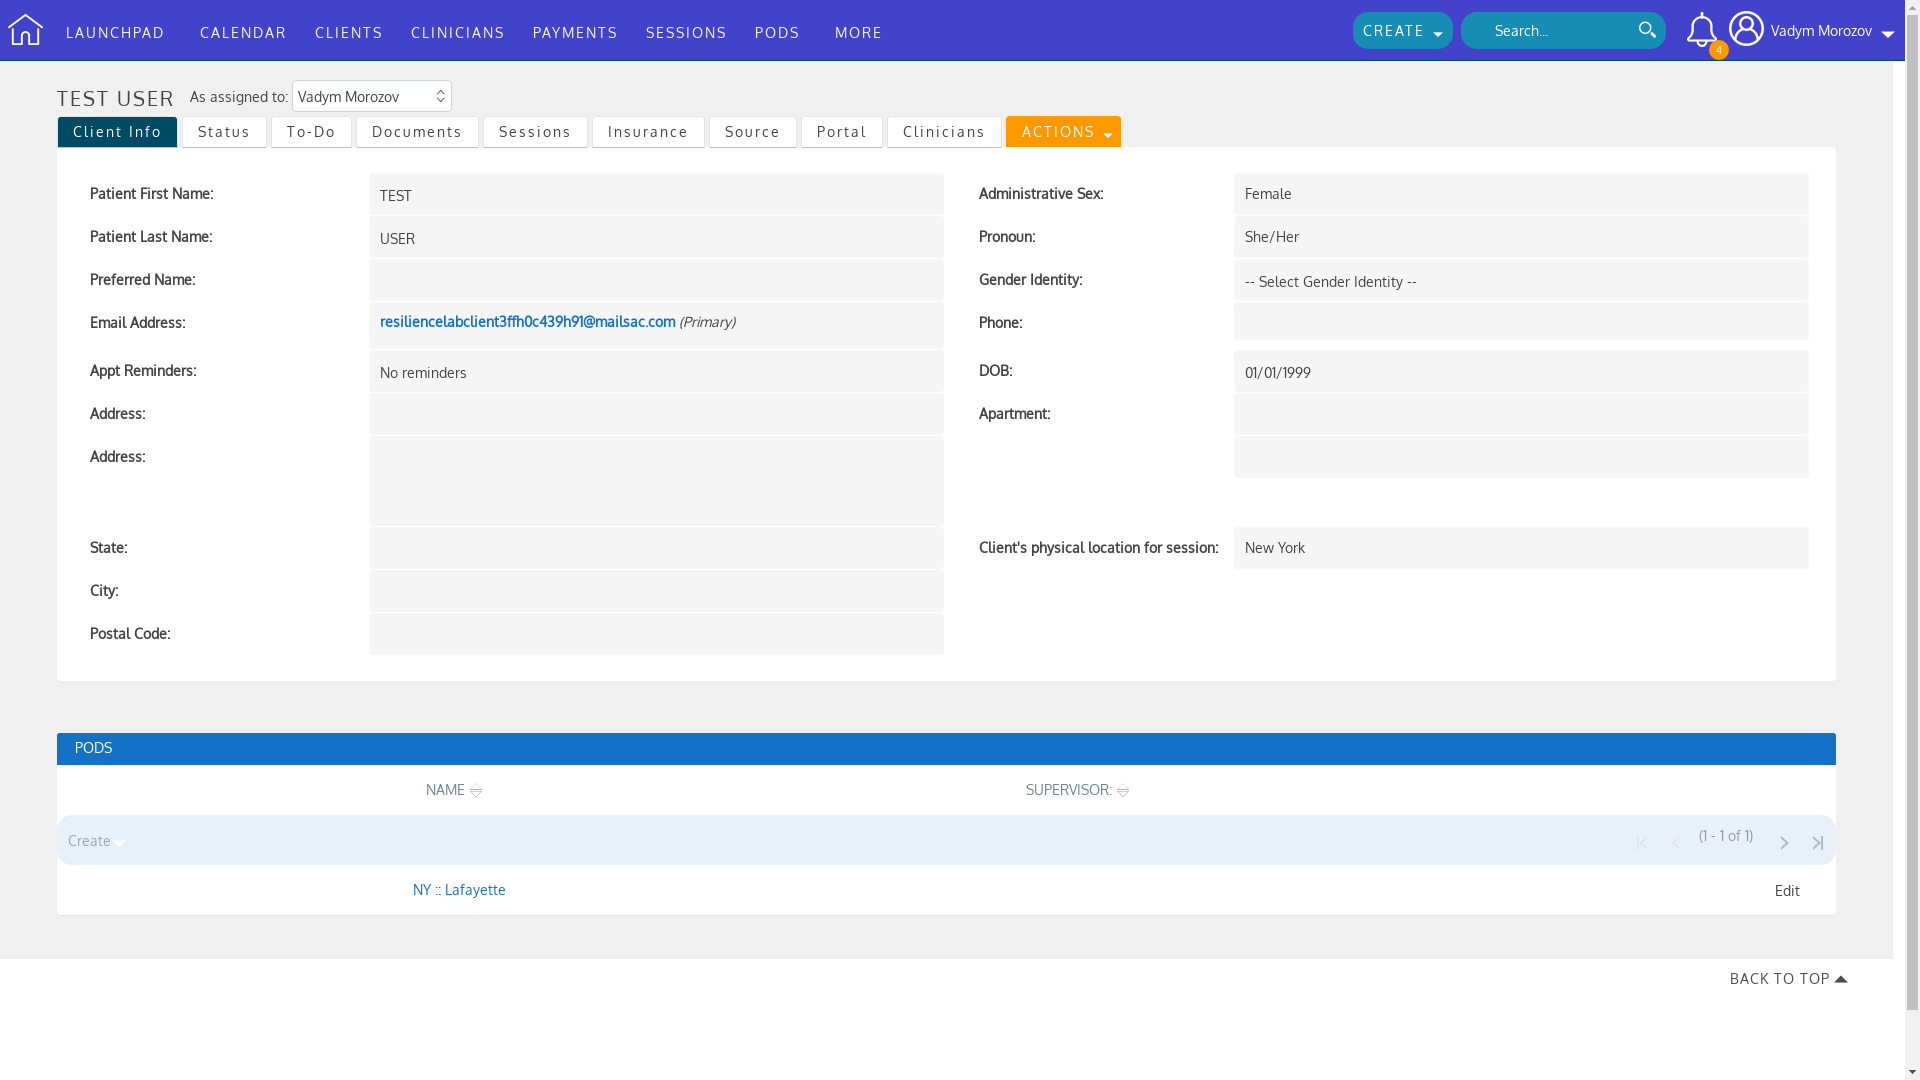 LAUNCHPAD CALENDAR CLIENTS CLINICIANS PAYMENTS SESSIONS PODS MORE CREATE Search... 4 Vadym Morozov
TEST USER As assigned to: Vadym Morozov
Client Info Status To-Do Documents Sessions Insurance Source Portal Clinicians ACTIONS
Patient First Name: TEST Administrative Sex: Female
Patient Last Name: USER Pronoun: She/Her
Preferred Name: Gender Identity: -- Select Gender Identity --
Email Address: resiliencelabclient3ffh0c439h91@mailsac.com (Primary) Phone:
Appt Reminders: No reminders DOB: 01/01/1999
Address: Apartment:
Address:
State: Client's physical location for session: New York
City:
Postal Code:
PODS
NAME SUPERVISOR:
Create (1 - 1 of 1)
NY :: Lafayette Edit
BACK TO TOP